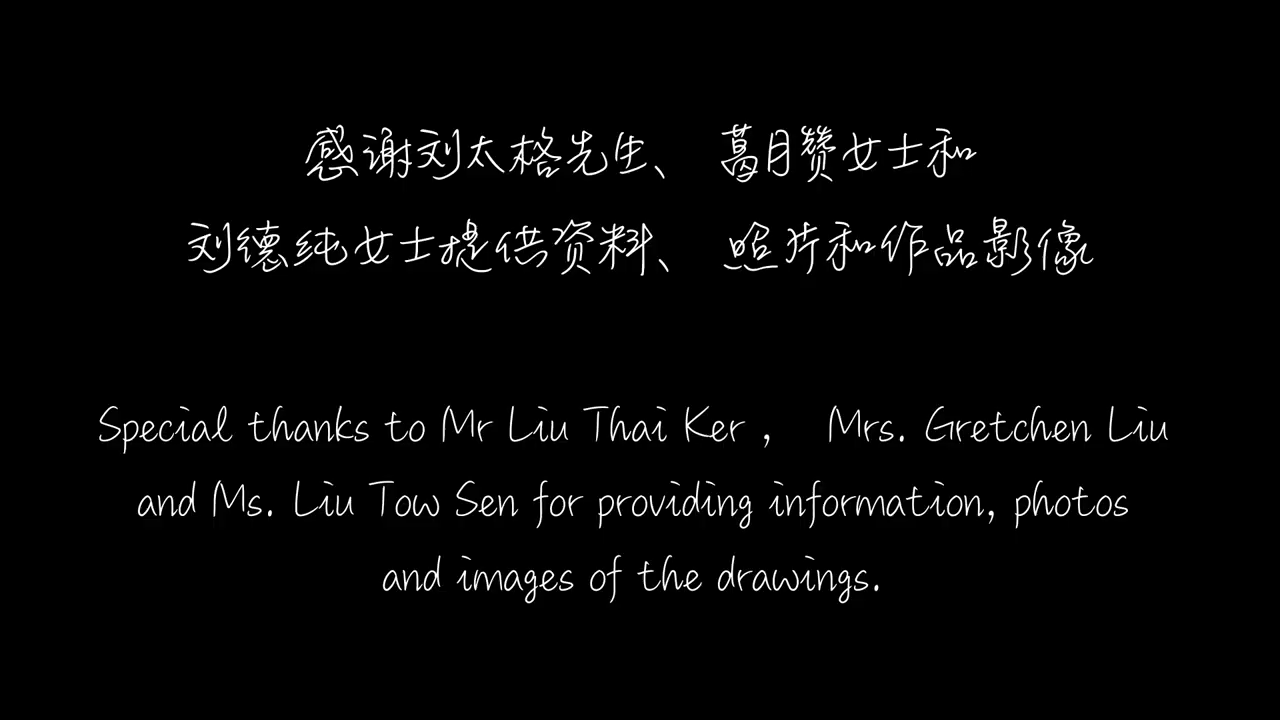 感谢刘太格先生、 葛月赞女士和
刘德纯女士提供资料、 照片和作品影像
Special thanks to Mr Liu Thai Ker , Mrs. Gretchen Liu
and Ms. Liu Tow Sen for providing information, photos
and images of the drawings.